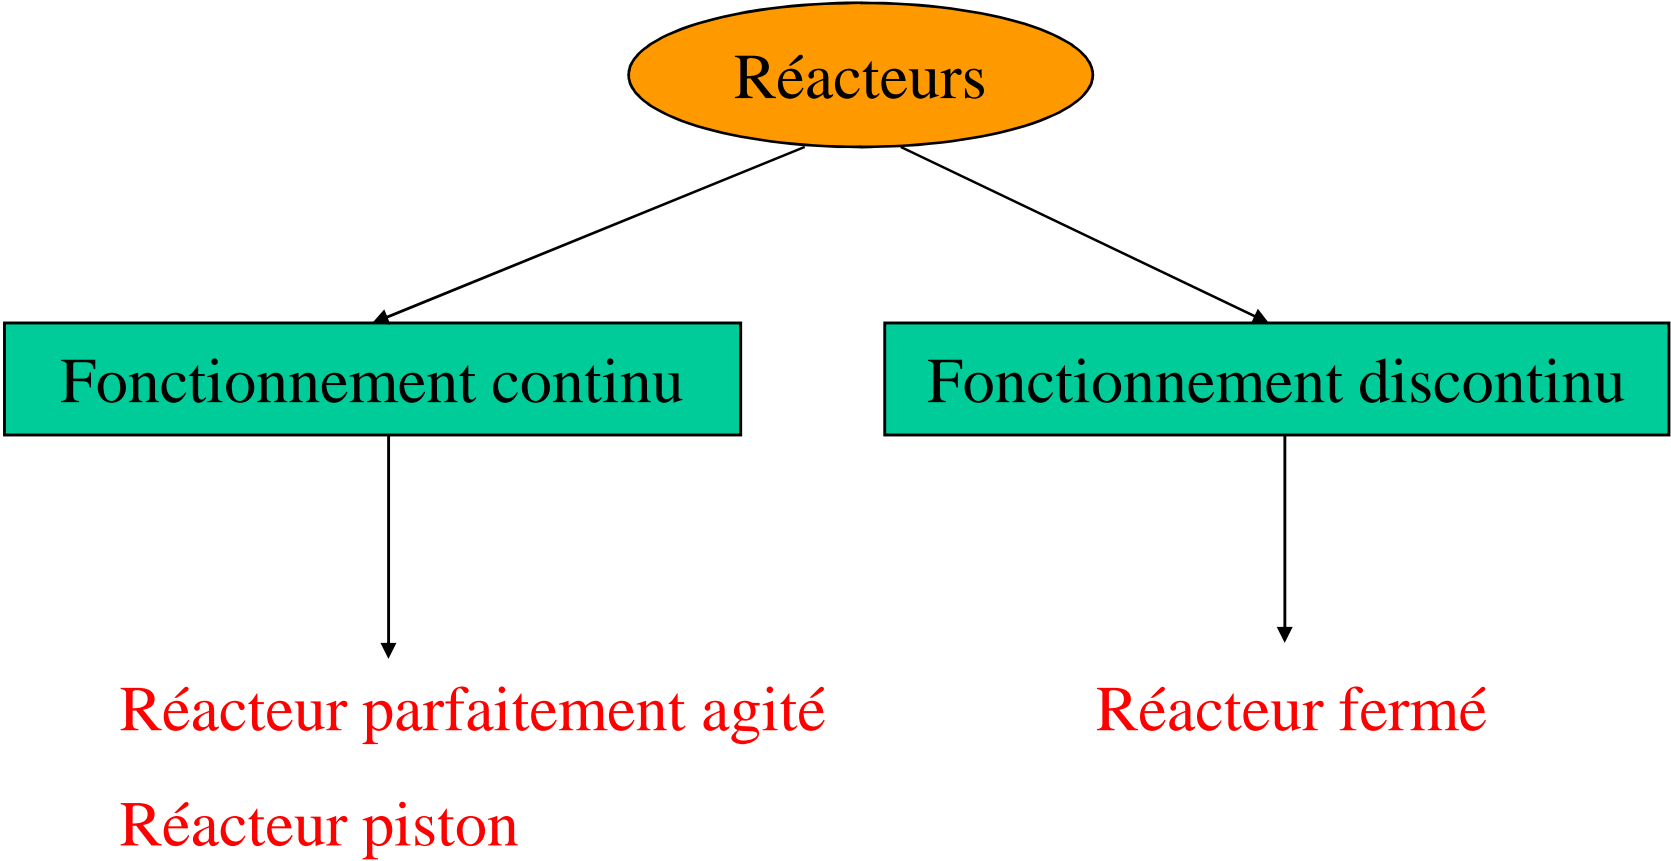 Réacteurs
Fonctionnement continu
Fonctionnement discontinu
Réacteur parfaitement agité
Réacteur fermé
Réacteur piston